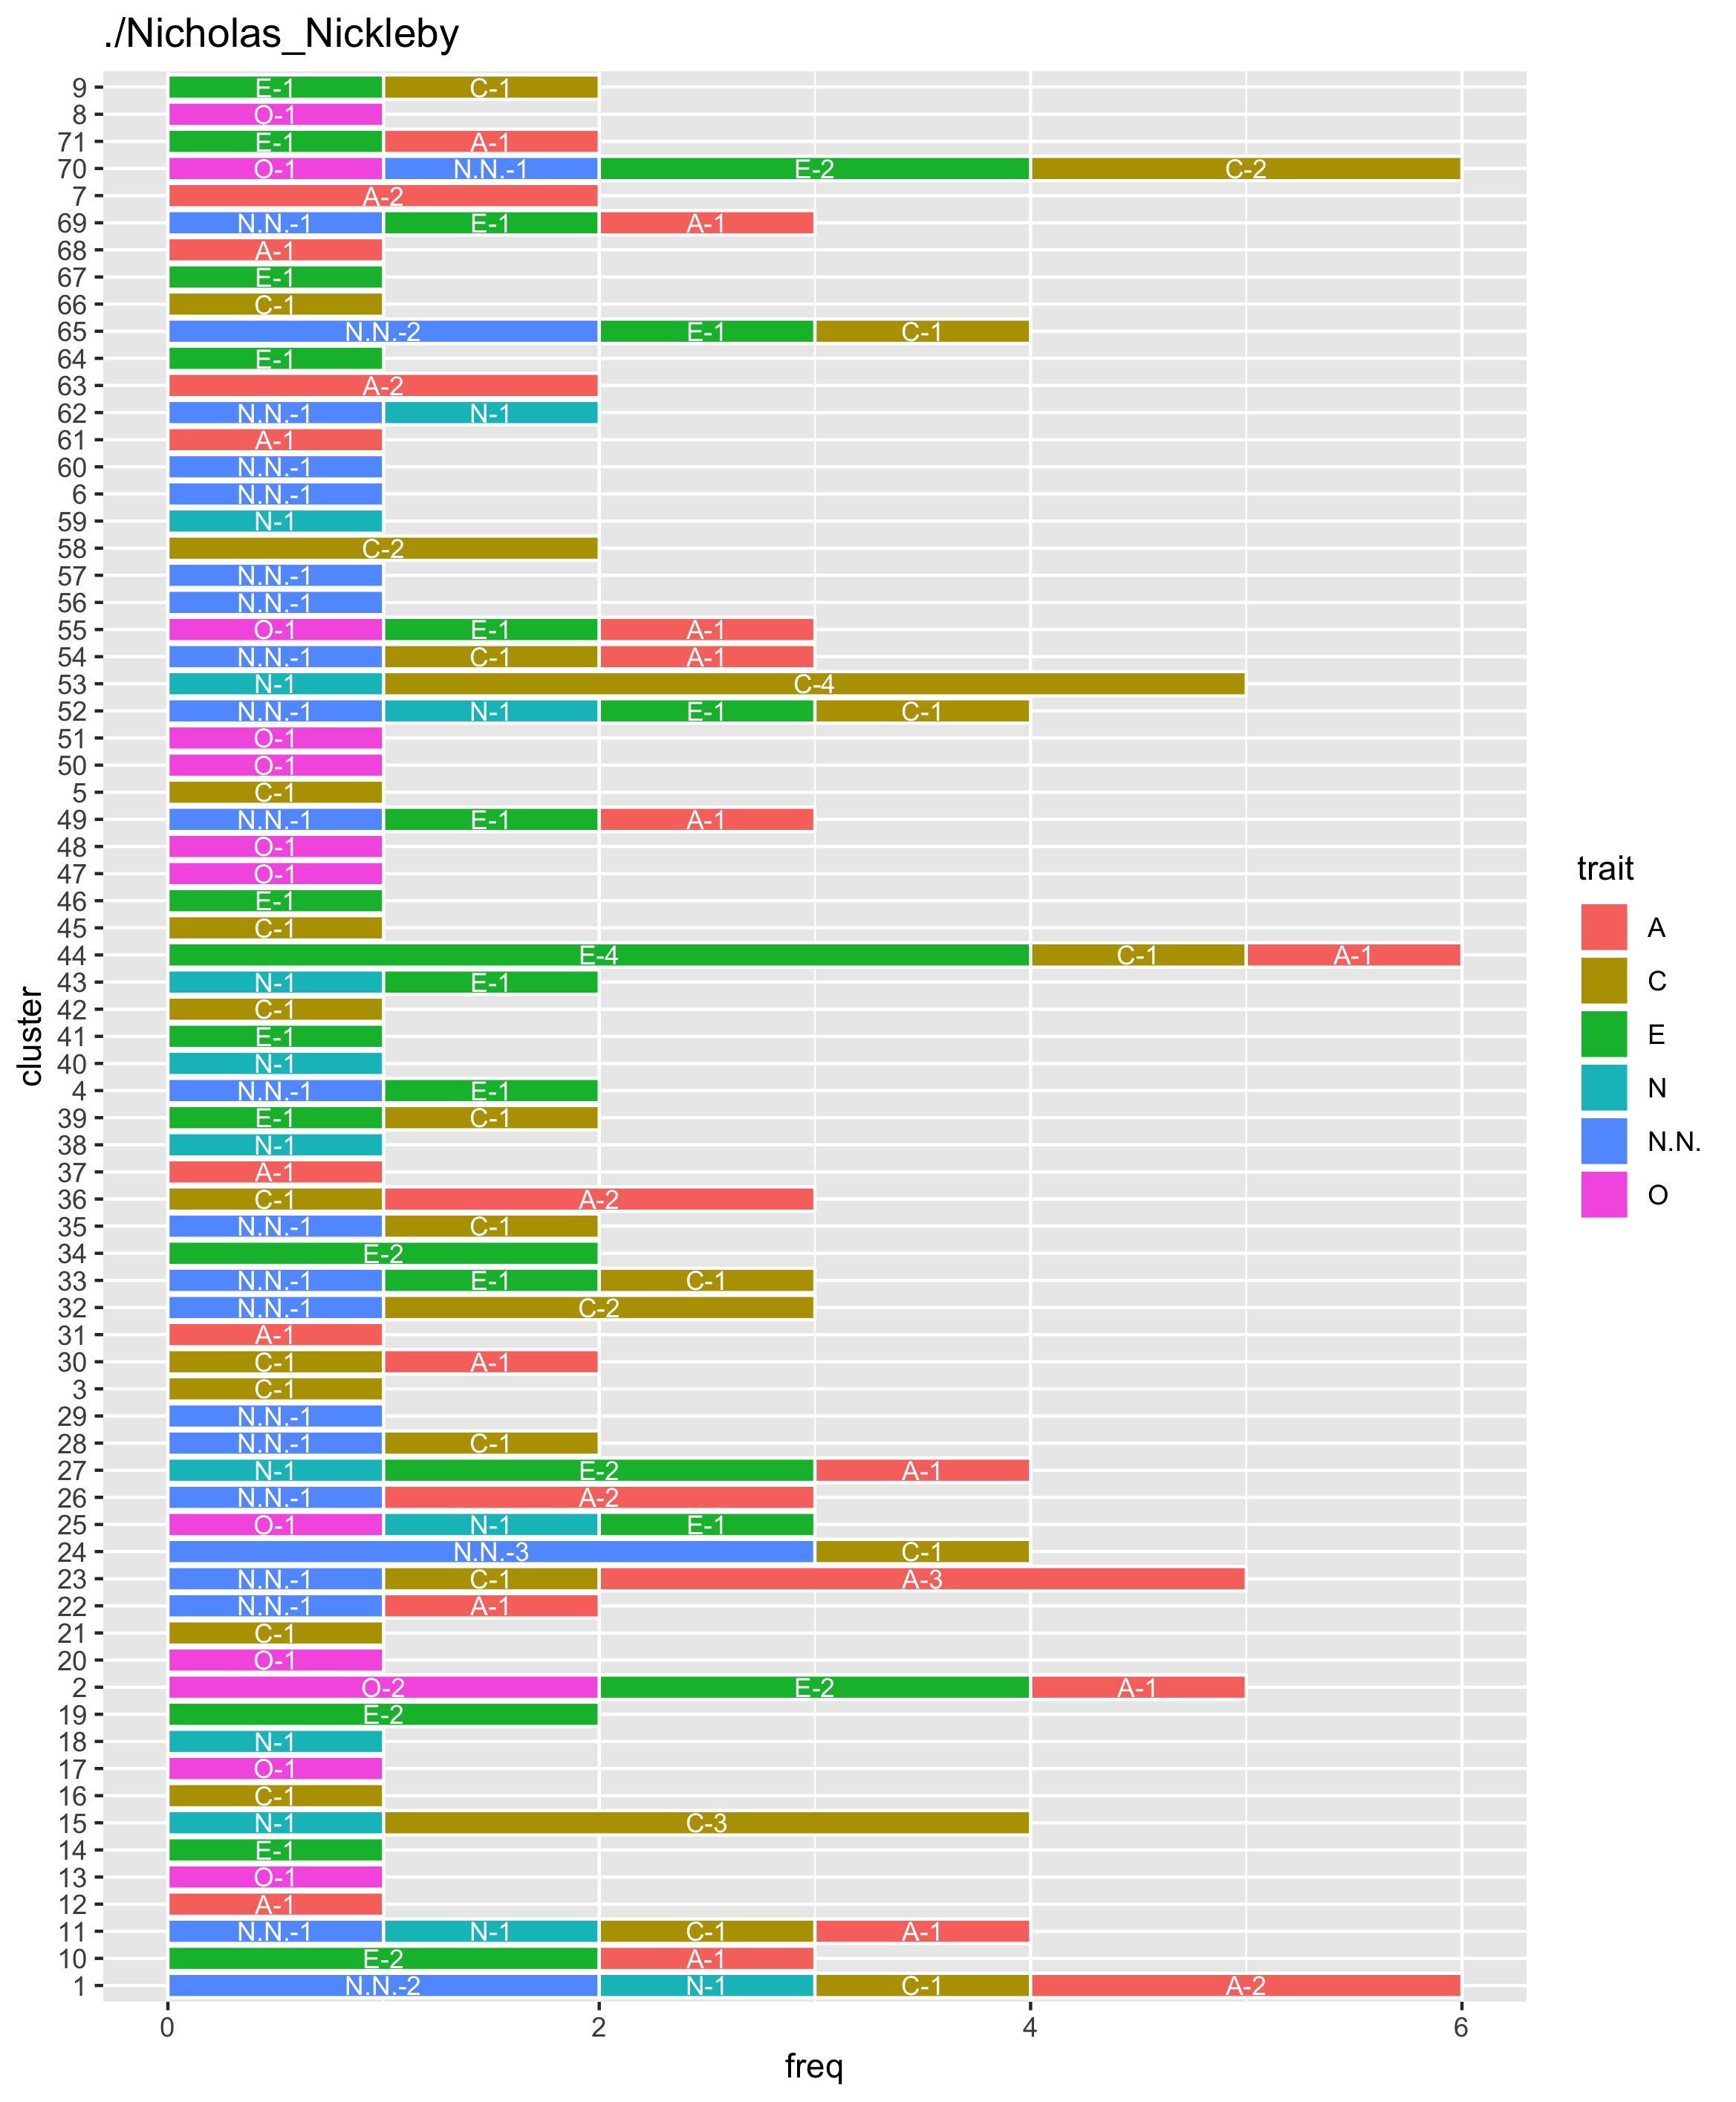 ./Nicholas_Nickleby
9 E-1 C-1
8 O-1
71 E-1 A-1
70 O-1 N.N.-1 E-2 C-2
7 A-2
69 N.N.-1 E-1 A-1
68 A-1
67 E-1
66 C-1
65 N.N.-2 E-1 C-1
64 E-1
63 A-2
62 N.N.-1 N-1
61 A-1
60 N.N.-1
6 N.N.-1
59 N-1
58 C-2
57 N.N.-1
56 N.N.-1
55 O-1 E-1 A-1
54 N.N.-1 C-1 A-1
53 N-1 C-4
52 N.N.-1 N-1 E-1 C-1
51 O-1
50 O-1
5 C-1
49 N.N.-1 E-1 A-1
48 O-1
47 O-1
46 E-1
45 C-1
44 E-4 C-1 A-1
43 N-1 E-1
42 C-1
41 E-1
40 N-1
4 N.N.-1 E-1
39 E-1 C-1
38 N-1
37 A-1
36 C-1 A-2
35 N.N.-1 C-1
34 E-2
33 N.N.-1 E-1 C-1
32 N.N.-1 C-2
31 A-1
30 C-1 A-1
3 C-1
29 N.N.-1
28 N.N.-1 C-1
27 N-1 E-2 A-1
26 N.N.-1 A-2
25 O-1 N-1 E-1
24 N.N.-3 C-1
23 N.N.-1 C-1 A-3
22 N.N.-1 A-1
21 C-1
20 O-1
2 O-2 E-2 A-1
19 E-2
18 N-1
17 O-1
16 C-1
15 N-1 C-3
14 E-1
13 O-1
12 A-1
11 N.N.-1 N-1 C-1 A-1
10 E-2 A-1
1 N.N.-2 N-1 C-1 A-2
0 2 4 6
freq
cluster
trait
A
C
E
N
N.N.
O